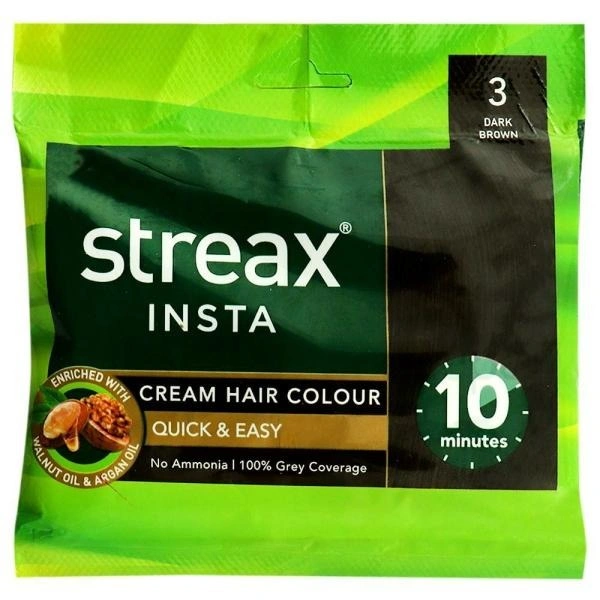 3
DARK
BROWN
streax®
INSTA
ENRICHED WITH
WALNUT OIL & ARGAN OIL
CREAM HAIR COLOUR
QUICK & EASY
No Ammonia | 100% Grey Coverage
10
minutes